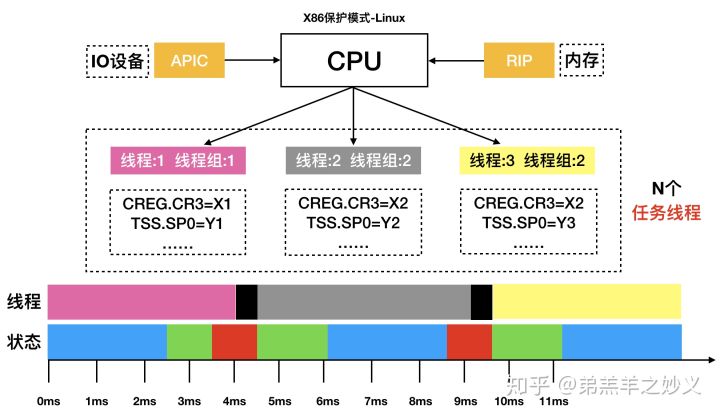 X86保护模式-Linux
IO设备
APIC
CPU
RIP
内存
线程:1 线程组:1
线程:2 线程组:2
线程:3 线程组:2
N个
任务线程
CREG.CR3=X1
TSS.SP0=Y1
......
CREG.CR3=X2
TSS.SP0=Y2
......
CREG.CR3=X2
TSS.SP0=Y3
......
线程
状态
0ms 1ms 2ms 3ms 4ms 5ms 6ms 7ms 8ms 9ms 10ms 11ms
知乎 @弟羔羊之妙义